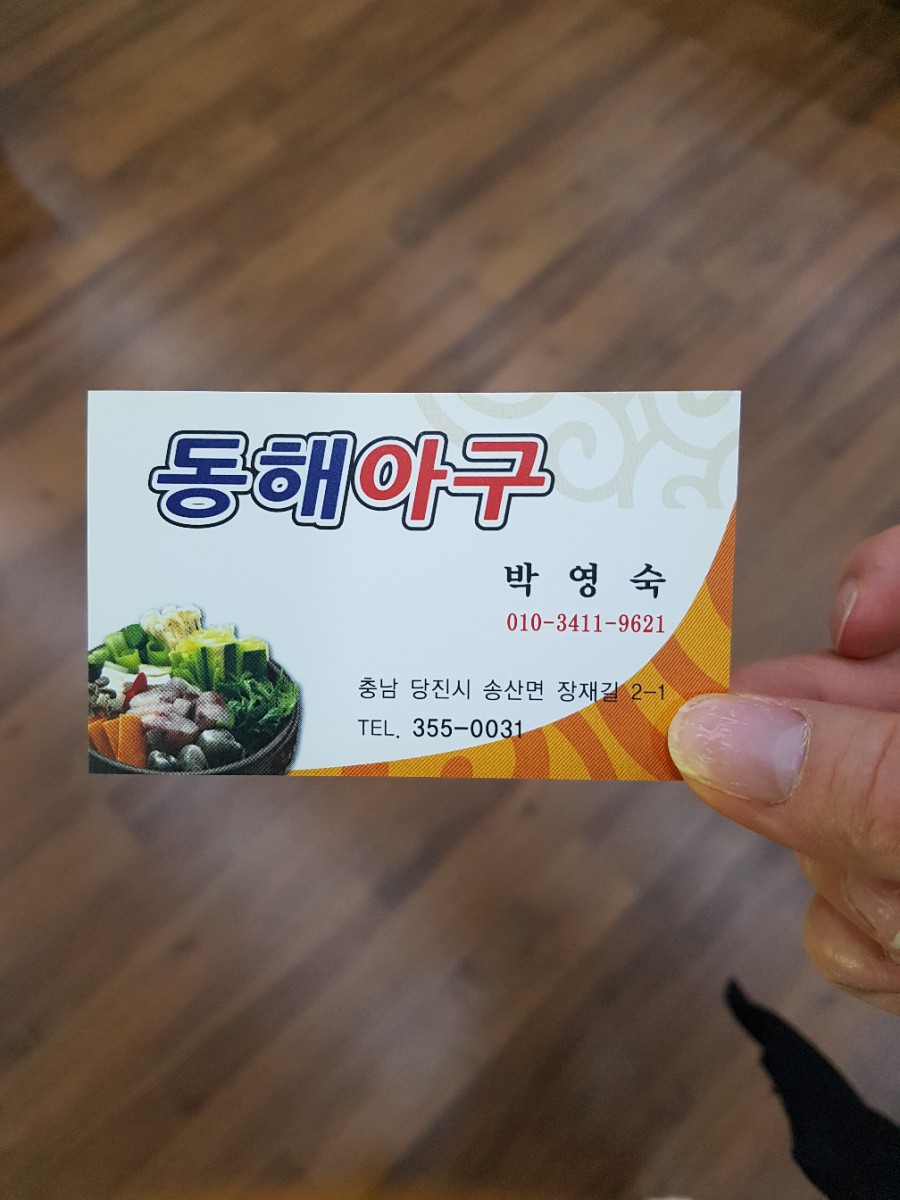 동해아구
박 영 숙
010-3411-9621
충남 당진시 송산면 장재길 2-1
TEL. 355-0031